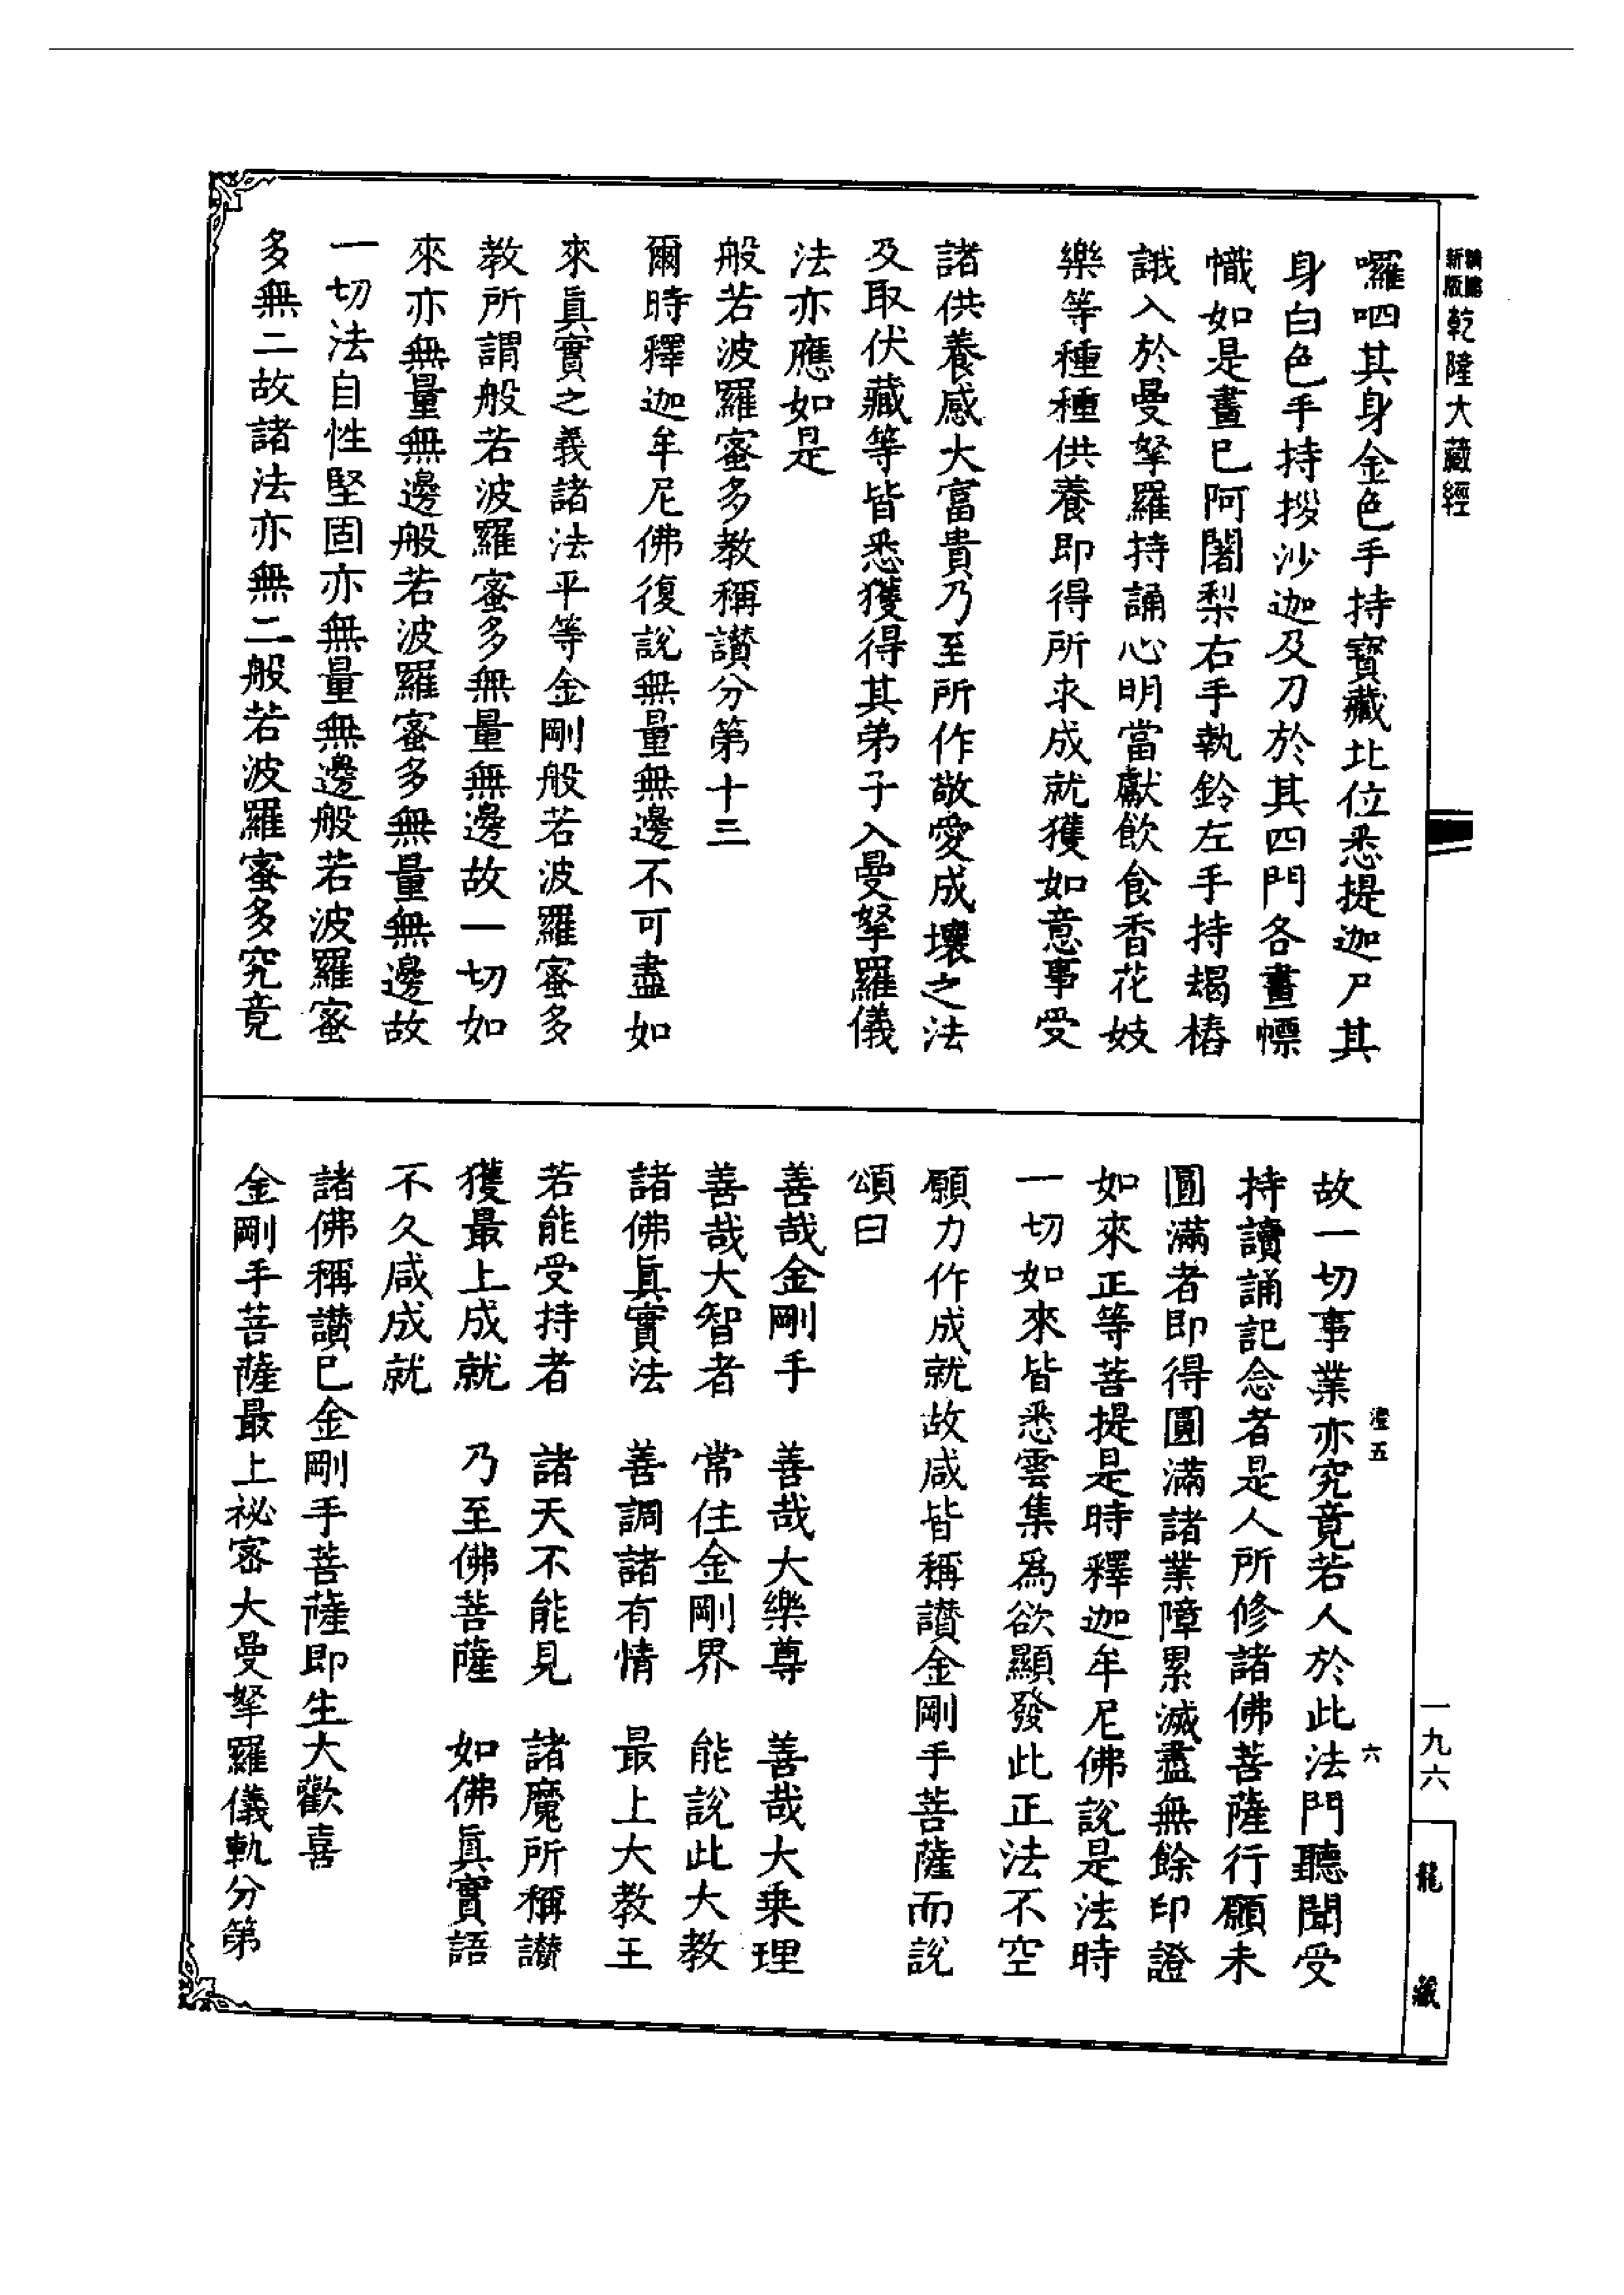 新版乾隆大藏經
囉呬其身金色手持寶藏北位悉提迦尸其
身白色手持拶沙迦及刀於其四門各畫幖
幟如是畫已阿闍梨右手執鈴左手持朅樁
誐入於曼拏羅持誦心明當獻飲食香花妓
樂等種種供養即得所求成就獲如意事受
諸供養感大富貴乃至所作敬愛成壞之法
及取伏藏等皆悉獲得其弟子入曼拏羅儀
法亦應如是
般若波羅蜜多教稱讃分第十三
爾時釋迦牟尼佛復說無量無邊不可盡如
來眞實之義諸法平等金剛般若波羅蜜多
教所謂般若波羅蜜多無量無邊故一切如
來亦無量無邊般若波羅蜜多無量無邊故
一切法自性堅固亦無量無邊般若波羅蜜
多無二故諸法亦無二般若波羅蜜多究竟
故一切事業亦究竟若人於此法門聽聞受
持讀誦記念者是人所修諸佛菩薩行願未
圓滿者即得圓滿諸業障累滅盡無餘印證
如來正等菩提是時釋迦牟尼佛說是法時
一切如來皆悉雲集爲欲顯發此正法不空
願力作成就故咸皆稱讃金剛手菩薩而說
頌曰
善哉金剛手　善哉大樂尊　善哉大乗理
善哉大智者　常住金剛界　能說此大教
諸佛眞實法　善調諸有情　最上大教王
若能受持者　諸天不能見　諸魔所稱讃
獲最上成就　乃至佛菩薩　如佛眞實語
不久咸成就
諸佛稱讃已金剛手菩薩即生大歡喜
金剛手菩薩最上祕密大曼拏羅儀軌分第
五
六
一九六
龍藏